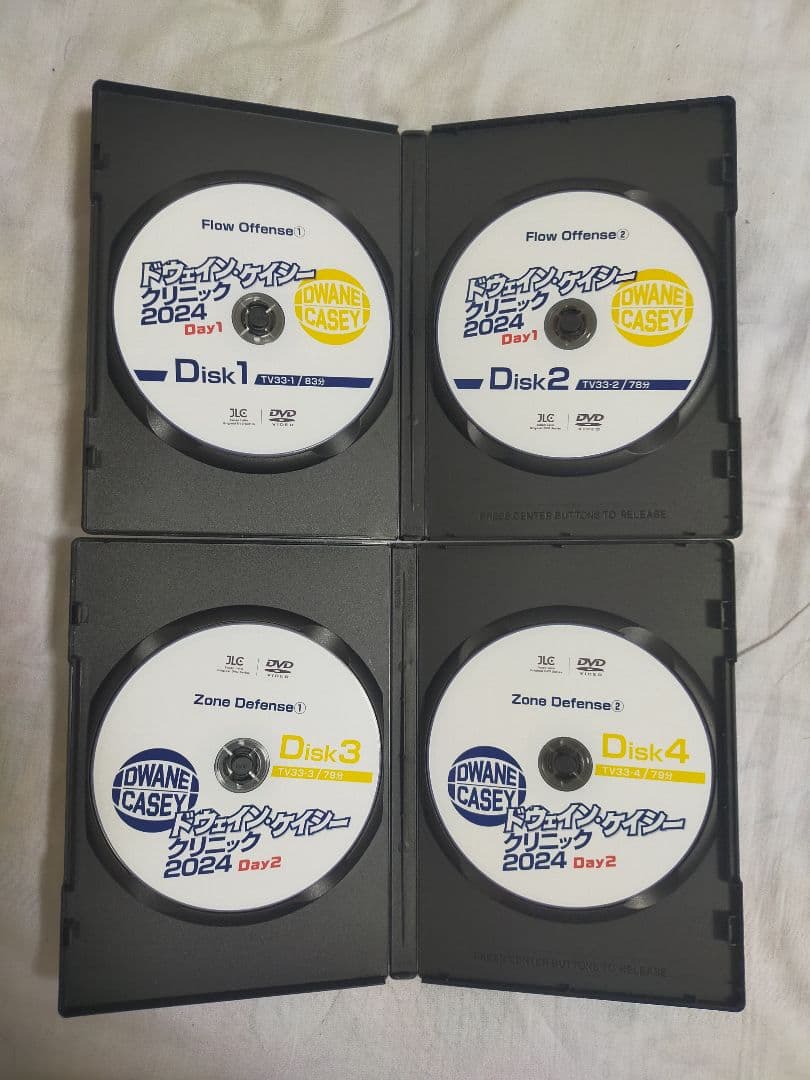 Flow Offense①
ドウェイン・ケイシー
クリニック
2024 Day1
DWANE
CASEY
Disk1 TV33-1/83分
JLC DVD
VIDEO
Flow Offense②
ドウェイン・ケイシー
クリニック
2024 Day1
DWANE
CASEY
Disk2 TV33-2/78分
JLC DVD
PRESS CENTER BUTTONS TO RELEASE
JLC DVD
VIDEO
Zone Defense①
Disk3
TV33-3/79分
DWANE
CASEY
ドウェイン・ケイシー
クリニック
2024 Day2
JLC DVD
VIDEO
Zone Defense②
Disk4
TV33-4/79分
DWANE
CASEY
ドウェイン・ケイシー
クリニック
2024 Day2
PRESS CENTER BUTTONS TO RELEASE